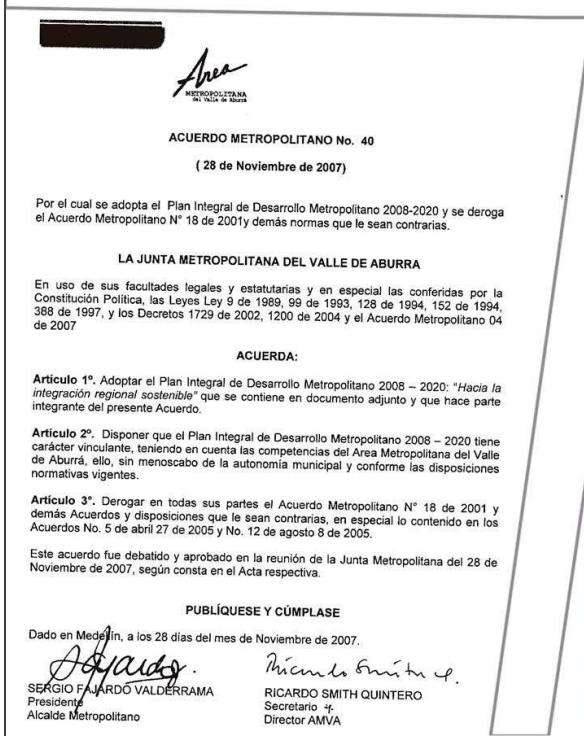 Area
METROPOLITANA
del Valle de Aburrá
ACUERDO METROPOLITANO No. 40
( 28 de Noviembre de 2007)
Por el cual se adopta el Plan Integral de Desarrollo Metropolitano 2008-2020 y se deroga
el Acuerdo Metropolitano N° 18 de 2001y demás normas que le sean contrarias.
LA JUNTA METROPOLITANA DEL VALLE DE ABURRA
En uso de sus facultades legales y estatutarias y en especial las conferidas por la
Constitución Política, las Leyes Ley 9 de 1989, 99 de 1993, 128 de 1994, 152 de 1994,
388 de 1997, y los Decretos 1729 de 2002, 1200 de 2004 y el Acuerdo Metropolitano 04
de 2007
ACUERDA:
Artículo 1º. Adoptar el Plan Integral de Desarrollo Metropolitano 2008 – 2020: "Hacia la
integración regional sostenible" que se contiene en documento adjunto y que hace parte
integrante del presente Acuerdo.
Artículo 2º. Disponer que el Plan Integral de Desarrollo Metropolitano 2008 – 2020 tiene
carácter vinculante, teniendo en cuenta las competencias del Area Metropolitana del Valle
de Aburrá, ello, sin menoscabo de la autonomía municipal y conforme las disposiciones
normativas vigentes.
Artículo 3º. Derogar en todas sus partes el Acuerdo Metropolitano N° 18 de 2001 y
demás Acuerdos y disposiciones que le sean contrarias, en especial lo contenido en los
Acuerdos No. 5 de abril 27 de 2005 y No. 12 de agosto 8 de 2005.
Este acuerdo fue debatido y aprobado en la reunión de la Junta Metropolitana del 28 de
Noviembre de 2007, según consta en el Acta respectiva.
PUBLÍQUESE Y CÚMPLASE
Dado en Medellín, a los 28 días del mes de Noviembre de 2007.
Ricardo Smith Q.
SERGIO FAJARDO VALDERRAMA
Presidente
Alcalde Metropolitano
RICARDO SMITH QUINTERO
Secretario
Director AMVA